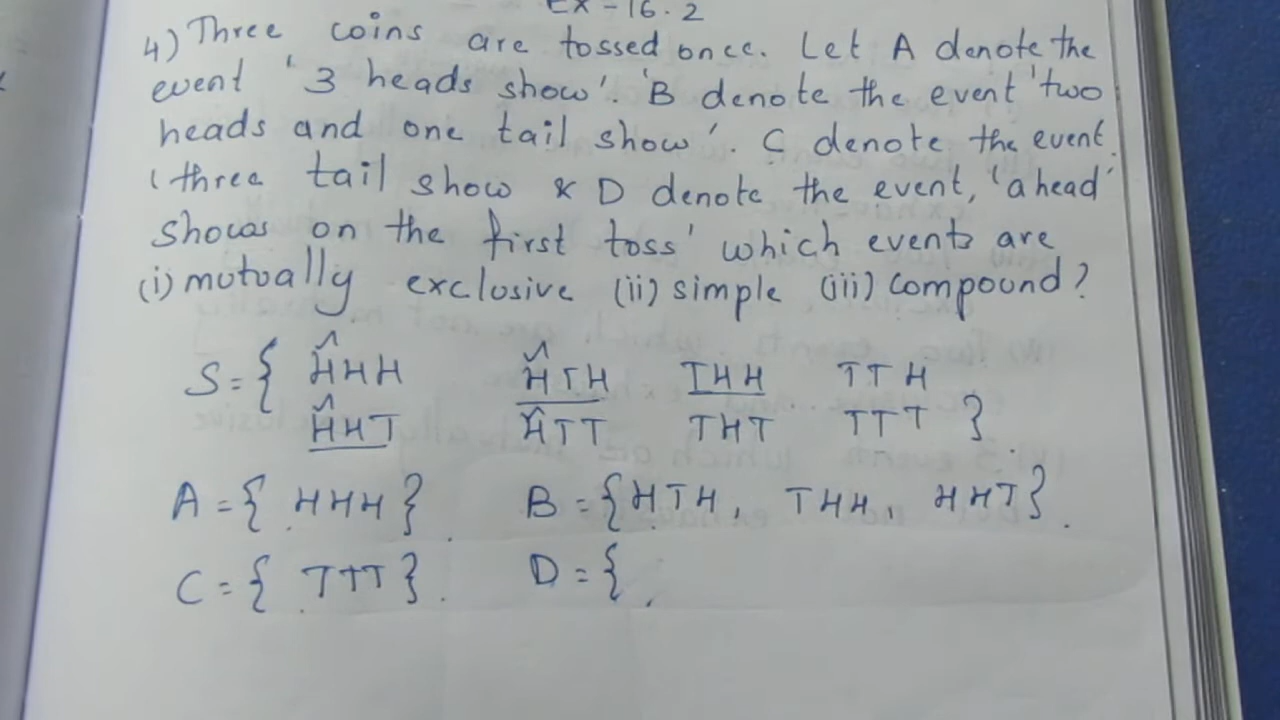 Ex-16.2
4) Three coins are tossed once. Let A denote the
event '3 heads show'. 'B denote the event 'two
heads and one tail show'. C denote the event
'three tail show & D denote the event, 'a head'
shows on the first toss' which events are
(i) mutually exclusive (ii) simple (iii) compound?
S = { HHH HTH THH TTH
HHT HTT THT TTT }
A = { HHH } . B = { HTH, THH, HHT } .
C = { TTT } . D = {